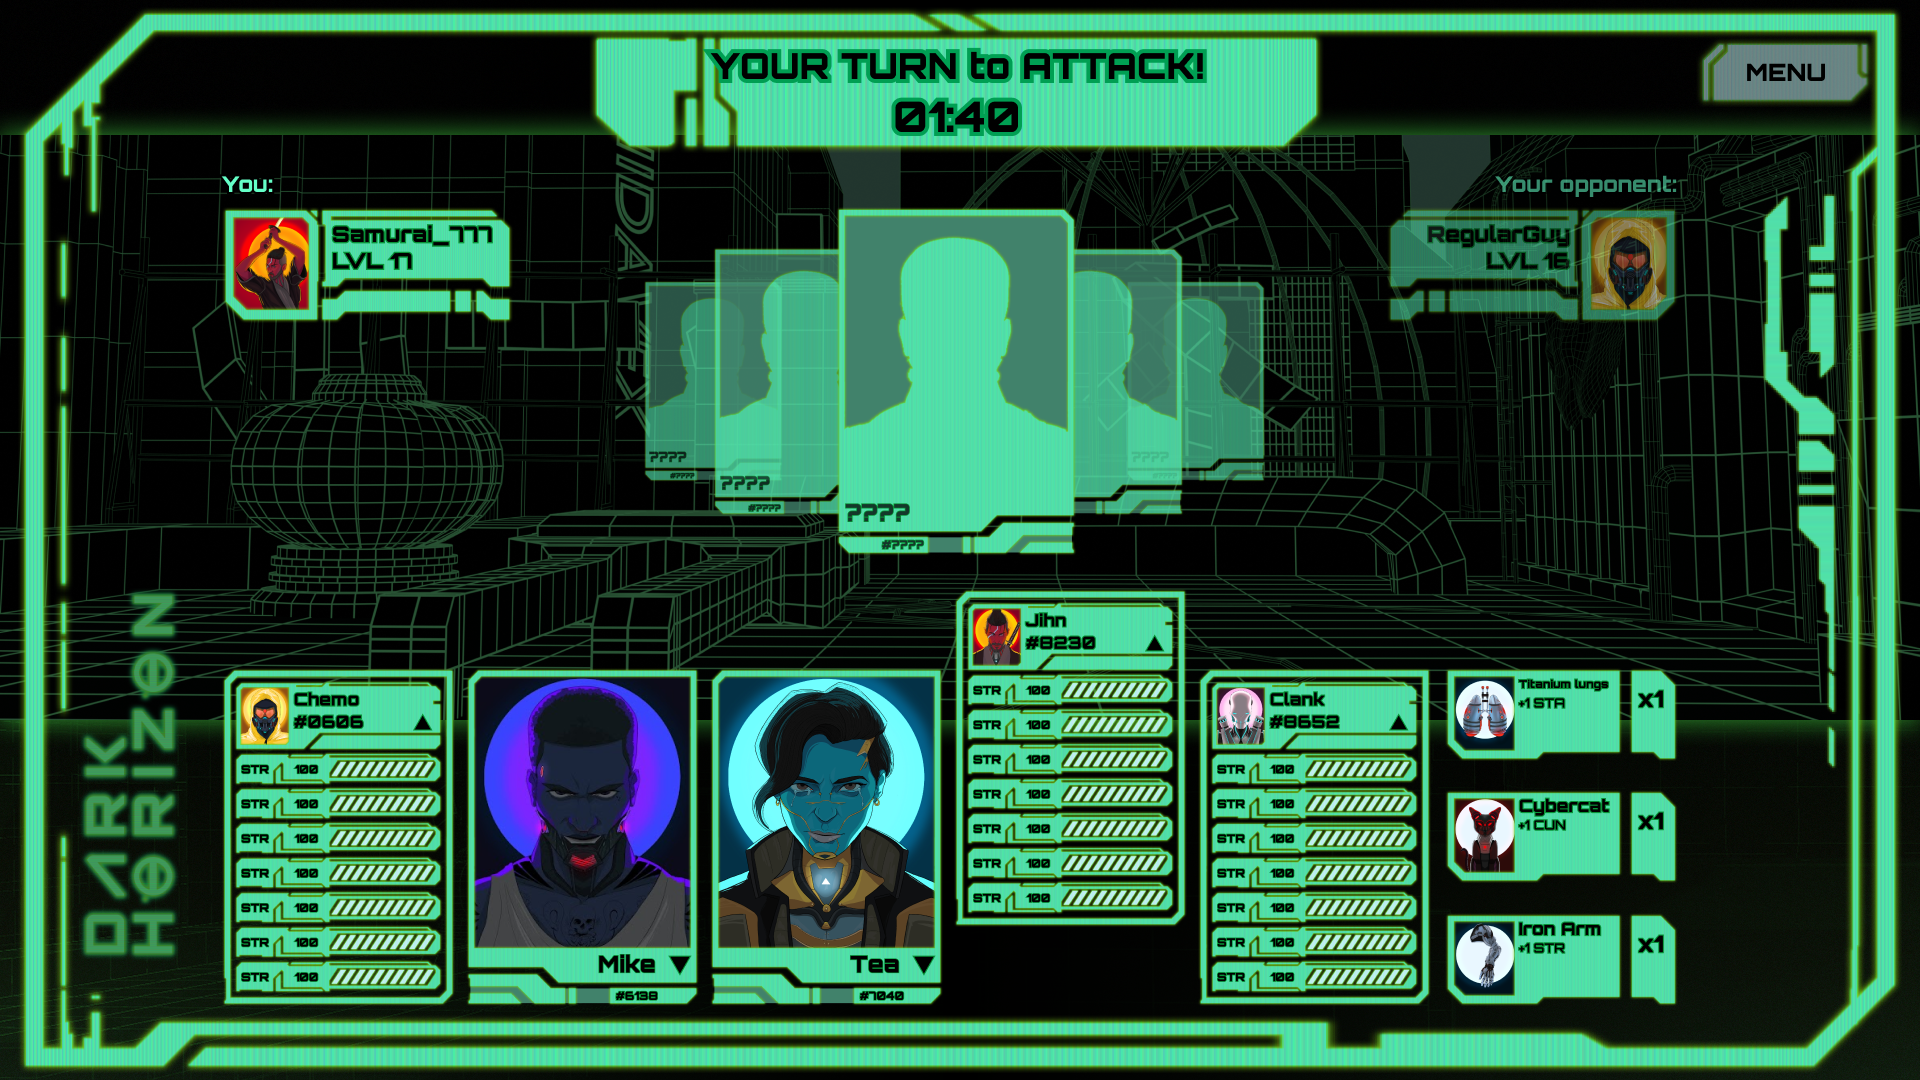 YOUR TURN to ATTACK!
01:40
MENU
You:
Samurai_777
LVL 17
Your opponent:
RegularGuy
LVL 16
????
#????
????
#????
????
#????
????
DARK
HORIZON
Chemo
#0606
STR 100
STR 100
STR 100
STR 100
STR 100
STR 100
STR 100
Mike
#6138
Tea
#7040
Jihn
#8230
STR 100
STR 100
STR 100
STR 100
STR 100
STR 100
STR 100
Clank
#8652
STR 100
STR 100
STR 100
STR 100
STR 100
STR 100
STR 100
Titanium lungs
+1 STA
x1
Cybercat
+1 CUN
x1
Iron Arm
+1 STR
x1